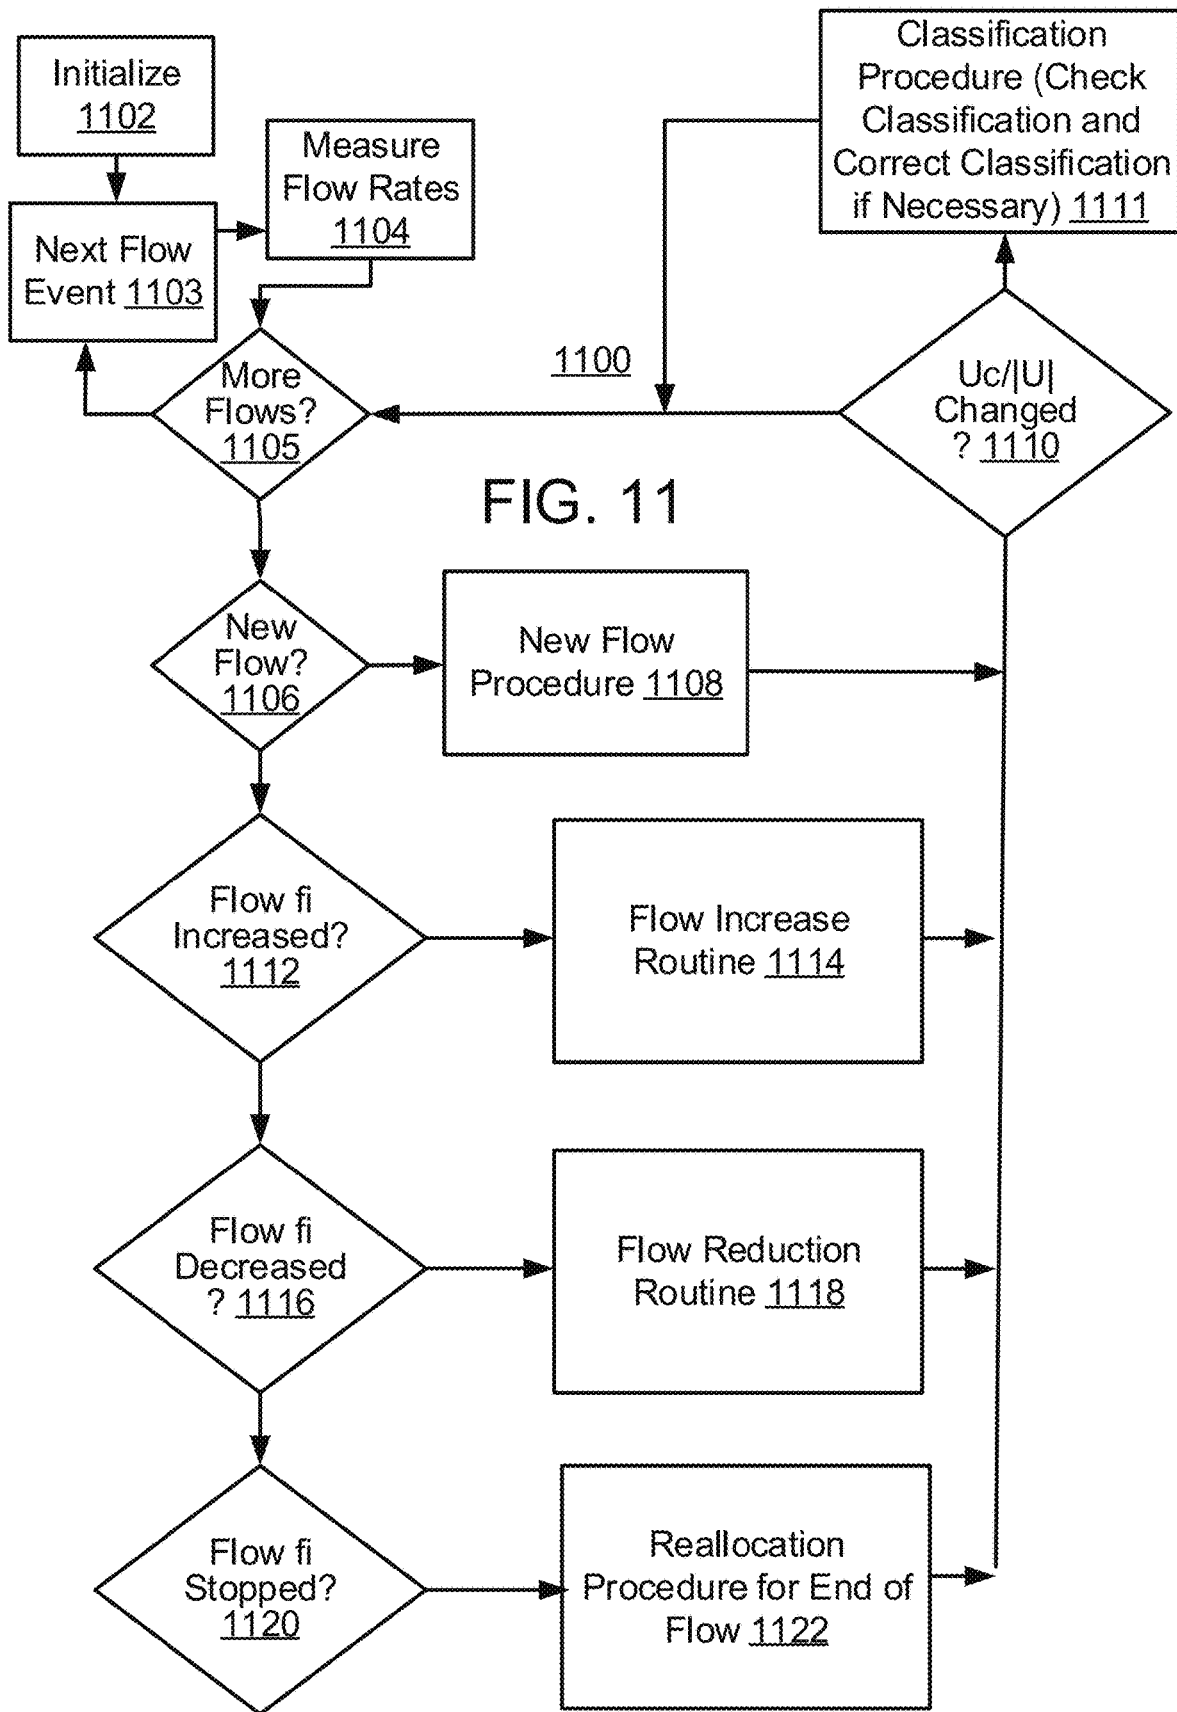 Initialize
1102
Next Flow
Event 1103
Measure
Flow Rates
1104
Classification
Procedure (Check
Classification and
Correct Classification
if Necessary) 1111
More
Flows?
1105
1100
Uc/|U|
Changed
? 1110
FIG. 11
New
Flow?
1106
New Flow
Procedure 1108
Flow fi
Increased?
1112
Flow Increase
Routine 1114
Flow fi
Decreased
? 1116
Flow Reduction
Routine 1118
Flow fi
Stopped?
1120
Reallocation
Procedure for End of
Flow 1122